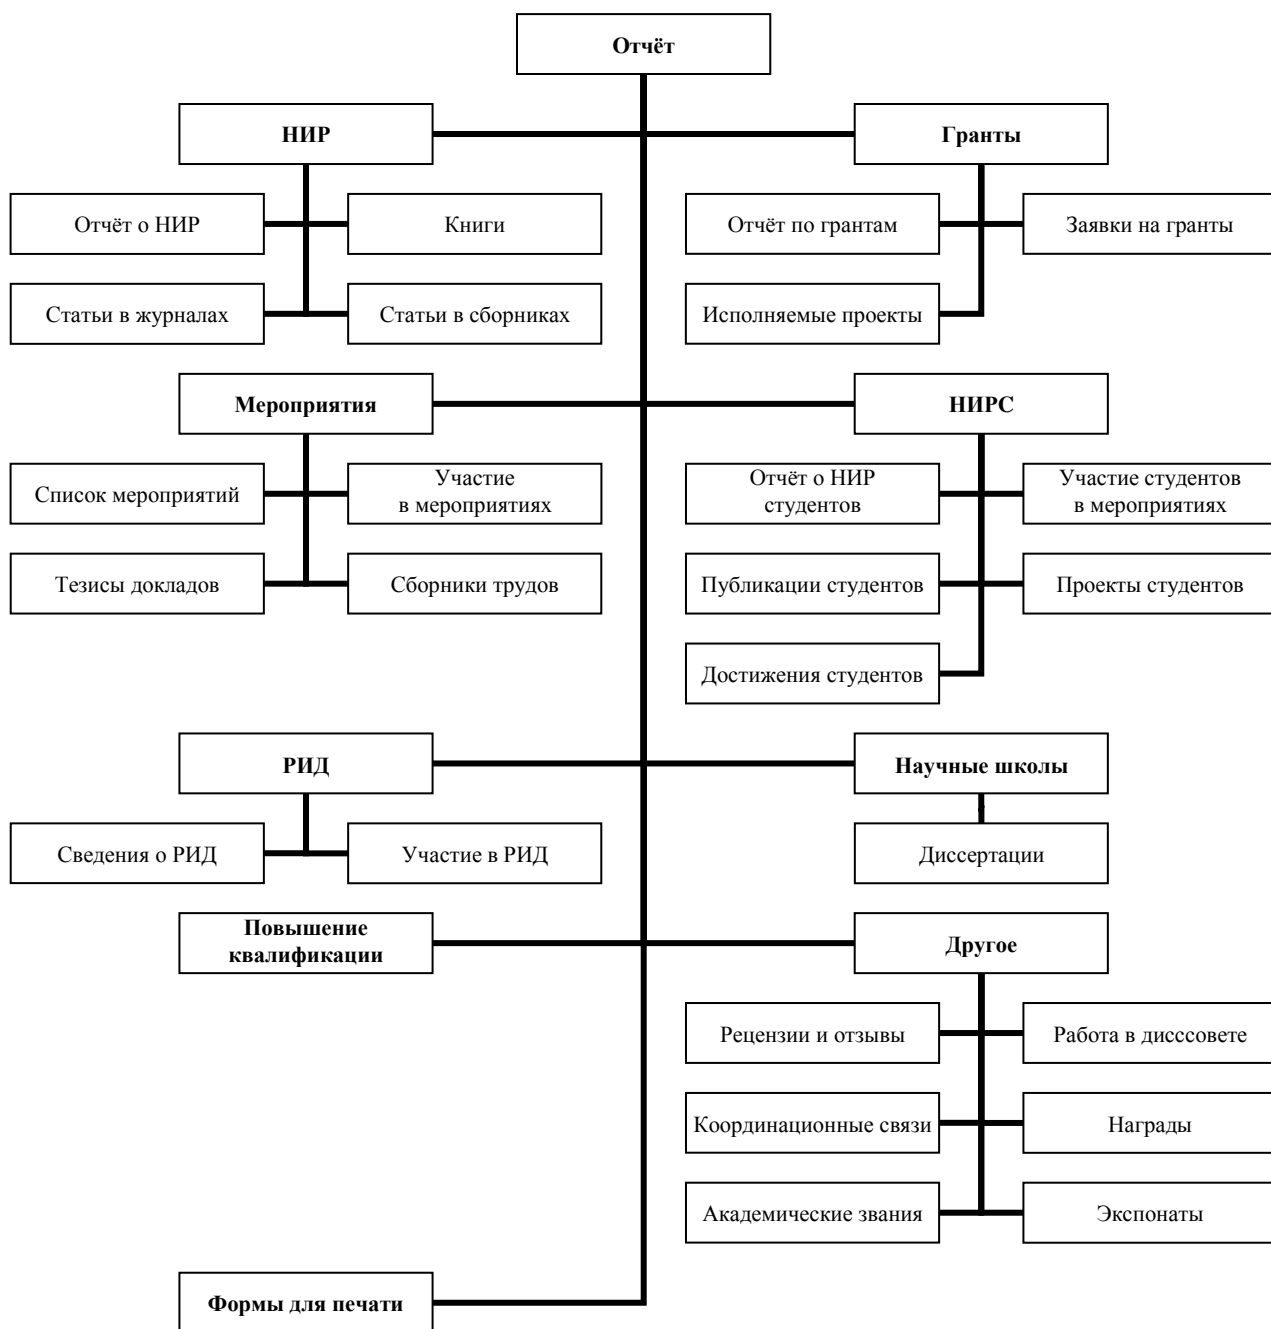 Отчёт
НИР
Гранты
Отчёт о НИР
Книги
Отчёт по грантам
Заявки на гранты
Статьи в журналах
Статьи в сборниках
Исполняемые проекты
Мероприятия
НИРС
Список мероприятий
Участие
в мероприятиях
Отчёт о НИР
студентов
Участие студентов
в мероприятиях
Тезисы докладов
Сборники трудов
Публикации студентов
Проекты студентов
Достижения студентов
РИД
Научные школы
Сведения о РИД
Участие в РИД
Диссертации
Повышение
квалификации
Другое
Рецензии и отзывы
Работа в дисссовете
Координационные связи
Награды
Академические звания
Экспонаты
Формы для печати